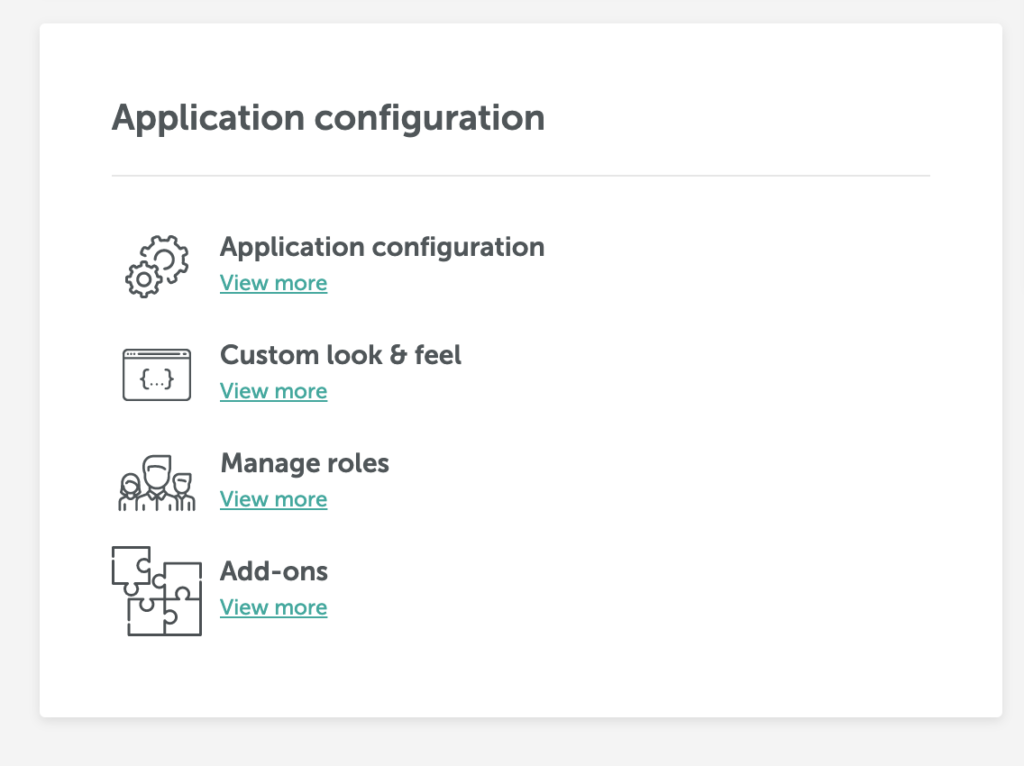 Application configuration
Application configuration
View more
{...}
Custom look & feel
View more
Manage roles
View more
Add-ons
View more